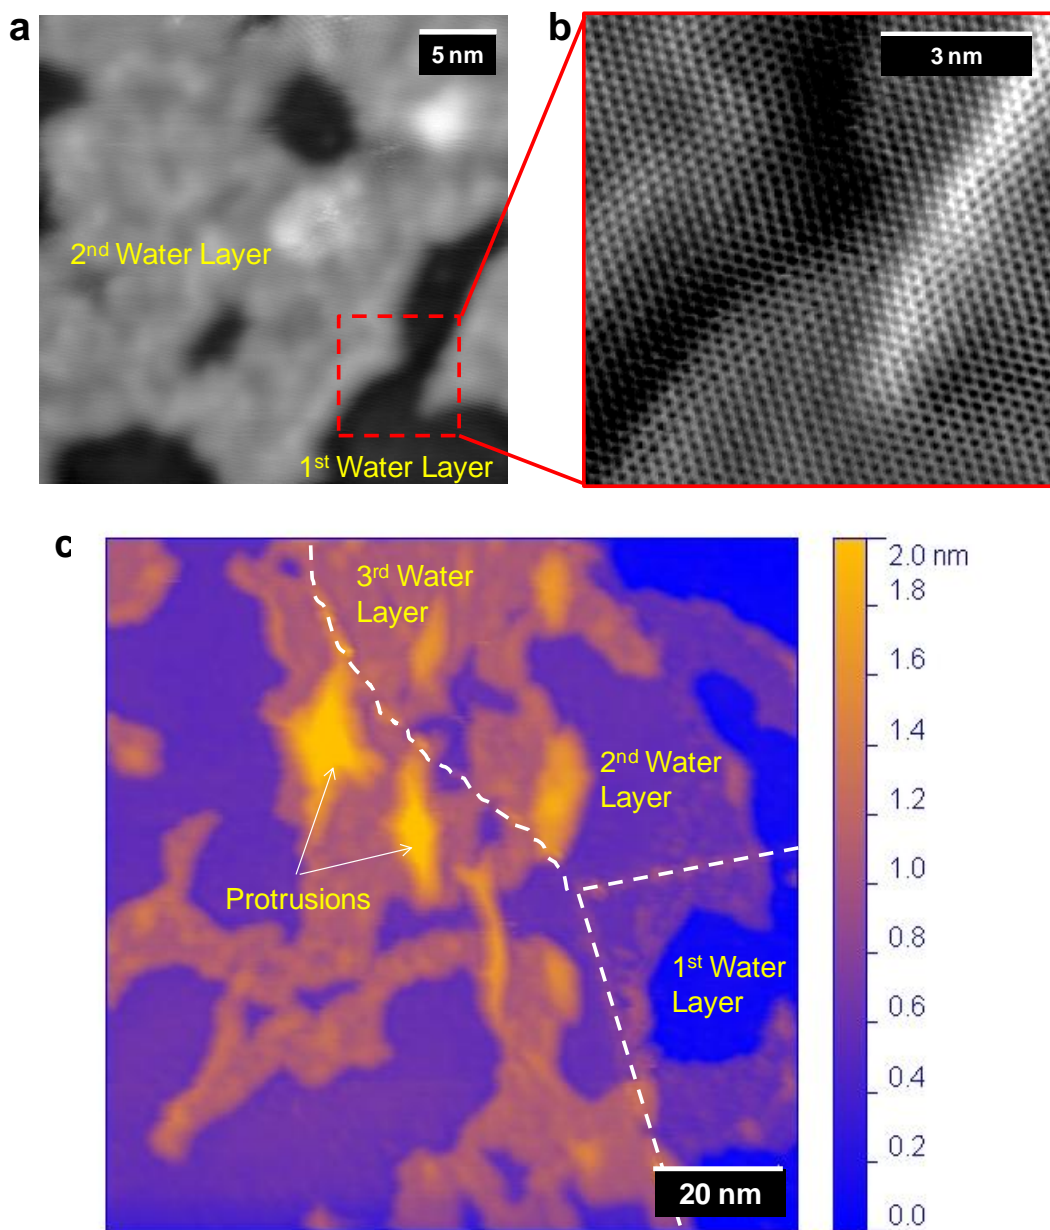 a
5 nm
2nd Water Layer
1st Water Layer
b
3 nm
c
3rd Water
Layer
2nd Water
Layer
Protrusions
1st Water
Layer
20 nm
2.0 nm
1.8
1.6
1.4
1.2
1.0
0.8
0.6
0.4
0.2
0.0